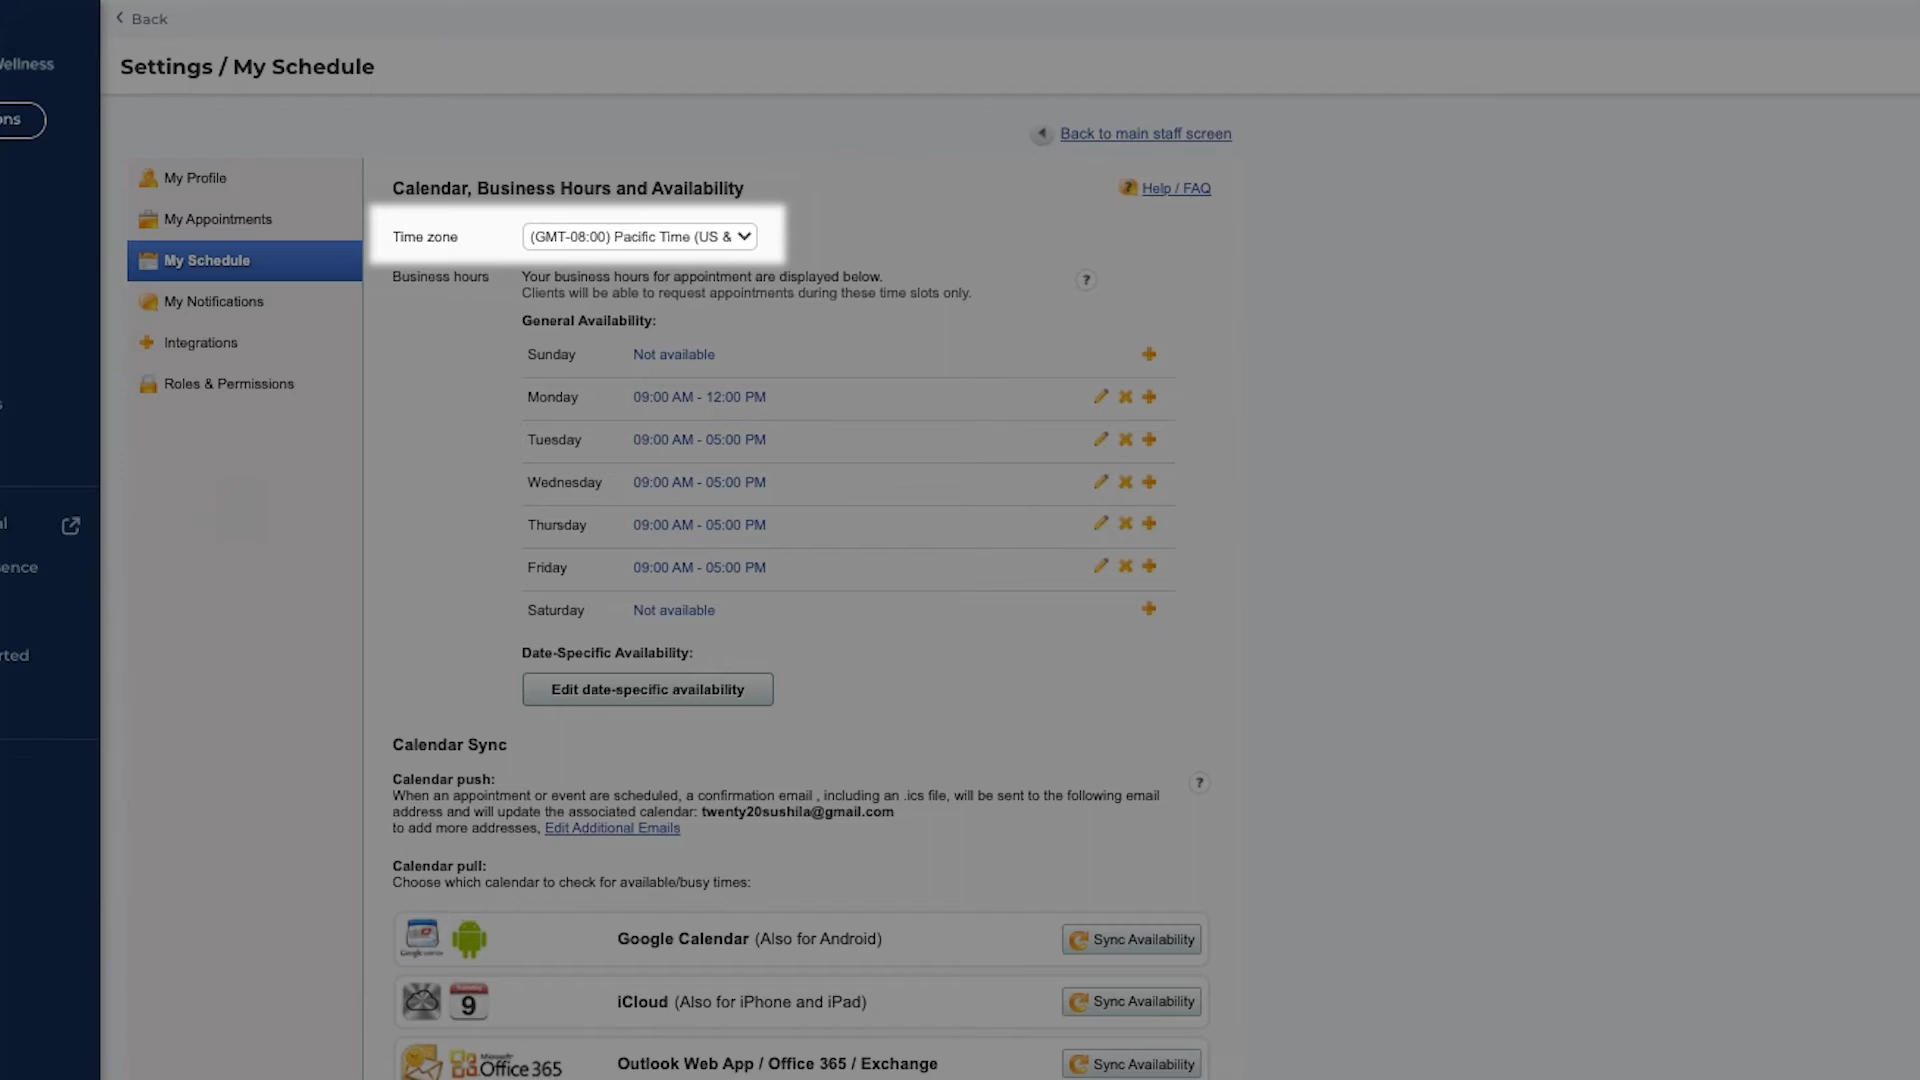 Back
Settings / My Schedule
Back to main staff screen
My Profile
My Appointments
My Schedule
My Notifications
Integrations
Roles & Permissions
Calendar, Business Hours and Availability
Help / FAQ
Time zone (GMT-08:00) Pacific Time (US &
Business hours
Your business hours for appointment are displayed below.
Clients will be able to request appointments during these time slots only.
?
General Availability:
Sunday Not available
Monday 09:00 AM - 12:00 PM
Tuesday 09:00 AM - 05:00 PM
Wednesday 09:00 AM - 05:00 PM
Thursday 09:00 AM - 05:00 PM
Friday 09:00 AM - 05:00 PM
Saturday Not available
Date-Specific Availability:
Edit date-specific availability
Calendar Sync
Calendar push:
?
When an appointment or event are scheduled, a confirmation email , including an .ics file, will be sent to the following email
address and will update the associated calendar: twenty20sushila@gmail.com
to add more addresses, Edit Additional Emails
Calendar pull:
Choose which calendar to check for available/busy times:
Google Calendar (Also for Android) Sync Availability
9 iCloud (Also for iPhone and iPad) Sync Availability
Microsoft Office 365 Outlook Web App / Office 365 / Exchange Sync Availability